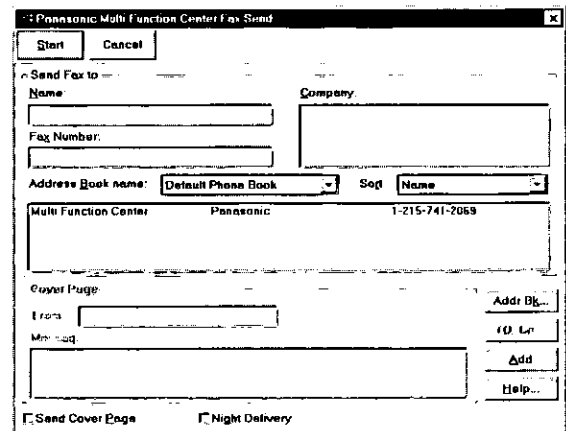 Panasonic Multi Function Center Fax Send
Start Cancel
Send Fax to
Name: Company:
Fax Number:
Address Book name: Default Phone Book Sort Name
Multi Function Center Panasonic 1-215-741-2069
Cover Page
From
Message
Addr Bk...
Add
Help...
Send Cover Page Night Delivery